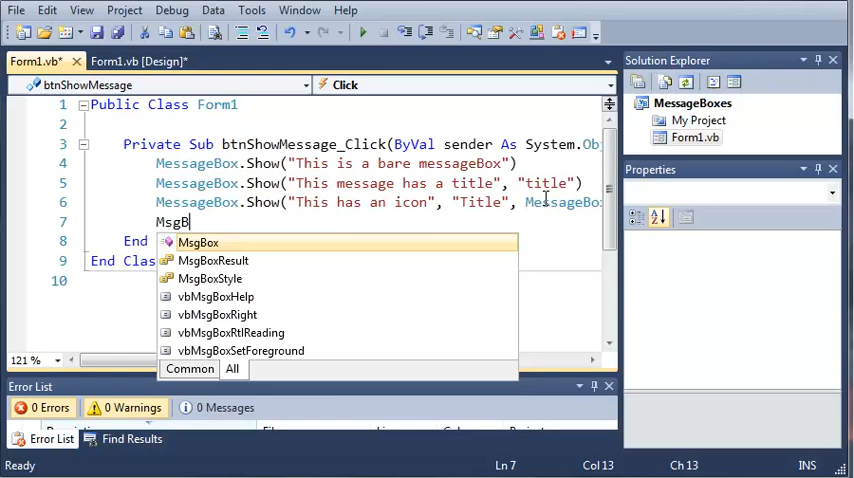 File Edit View Project Debug Data Tools Window Help
Form1.vb* Form1.vb [Design]*
btnShowMessage Click
1 Public Class Form1
2
3 Private Sub btnShowMessage_Click(ByVal sender As System.Obj
4 MessageBox.Show("This is a bare messageBox")
5 MessageBox.Show("This message has a title", "title")
6 MessageBox.Show("This has an icon", "Title", MessageBox
7 MsgB
8 End
9 End Clas
10
MsgBox
MsgBoxResult
MsgBoxStyle
vbMsgBoxHelp
vbMsgBoxRight
vbMsgBoxRtlReading
vbMsgBoxSetForeground
Common All
121 %
Solution Explorer
MessageBoxes
My Project
Form1.vb
Properties
Error List
0 Errors 0 Warnings 0 Messages
Error List Find Results
Ready Ln 7 Col 13 Ch 13 INS